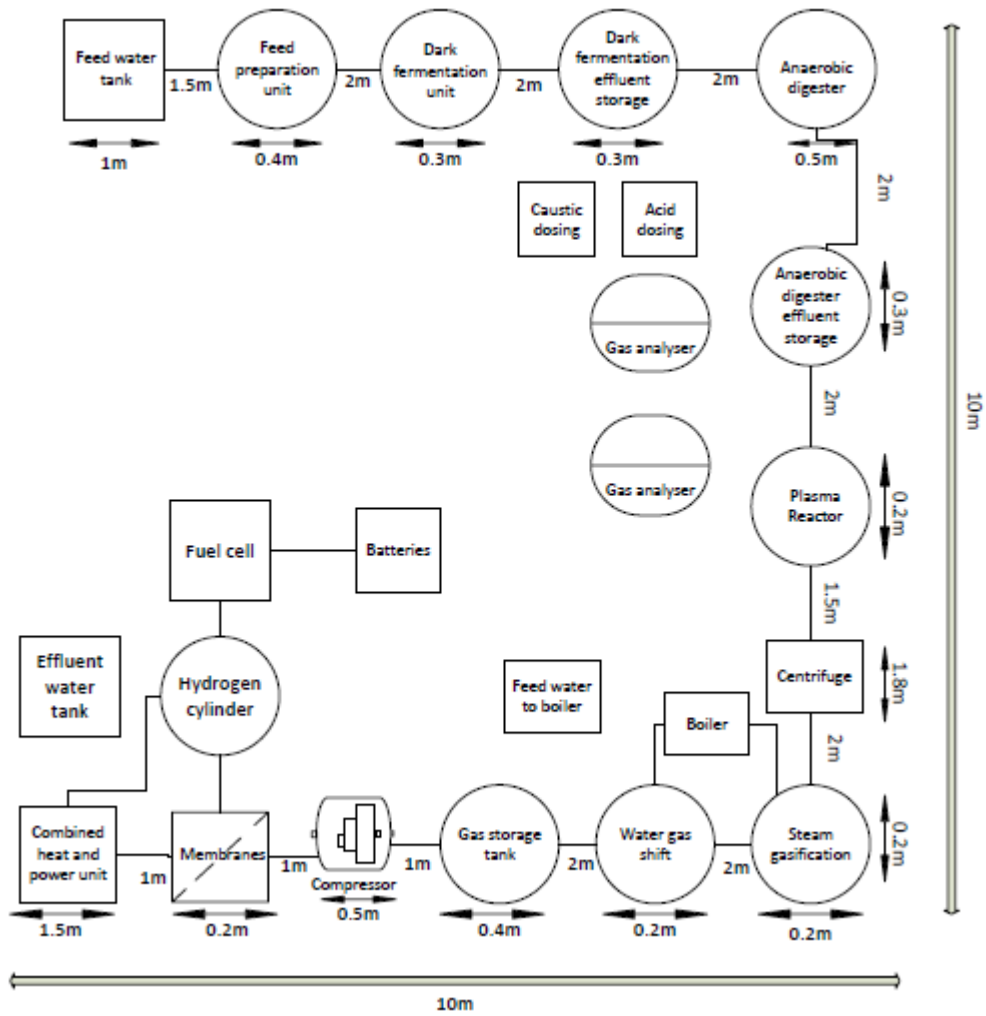 Feed water
tank
Feed
preparation
unit
Dark
fermentation
unit
Dark
fermentation
effluent
storage
Anaerobic
digester
1.5m
2m
2m
2m
1m
0.4m
0.3m
0.3m
0.5m
2m
Caustic
dosing
Acid
dosing
Anaerobic
digester
effluent
storage
0.3m
Gas analyser
2m
10m
Gas analyser
Plasma
Reactor
0.2m
Fuel cell
Batteries
1.5m
Effluent
water
tank
Hydrogen
cylinder
Feed water
to boiler
Boiler
Centrifuge
1.8m
2m
Combined
heat and
power unit
1m
Membranes
1m
Compressor
1m
Gas storage
tank
2m
Water gas
shift
2m
Steam
gasification
0.2m
1.5m
0.2m
0.5m
0.4m
0.2m
0.2m
10m